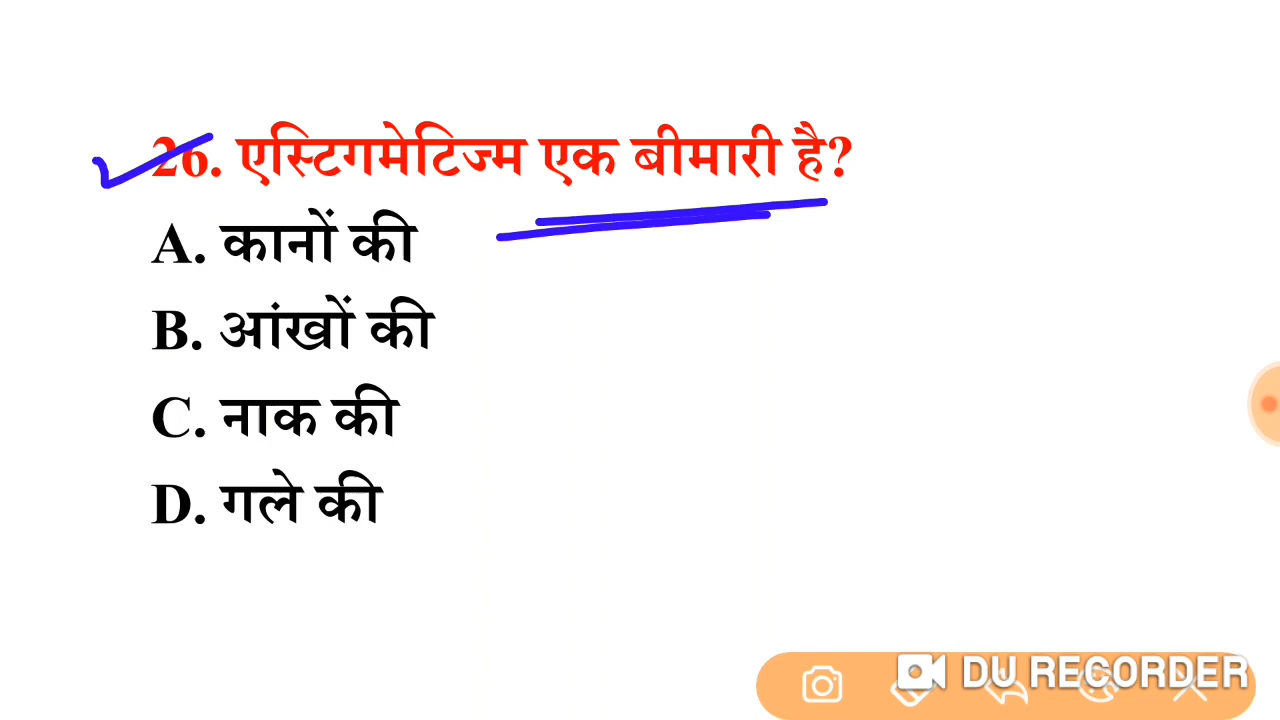 26. एस्टिगमेटिज्म एक बीमारी है?
A. कानों की
B. आंखों की
C. नाक की
D. गले की
DU RECORDER